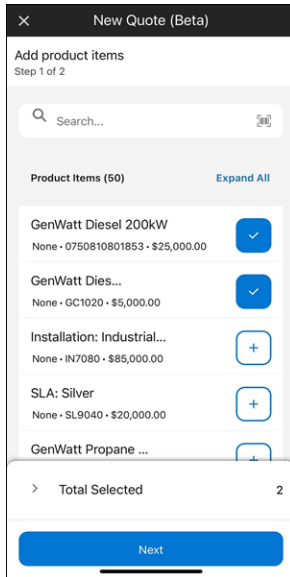 New Quote (Beta)
Add product items
Step 1 of 2
Search...
Product Items (50)
Expand All
GenWatt Diesel 200kW
None • 0750810801853 • $25,000.00
GenWatt Dies...
None • GC1020 • $5,000.00
Installation: Industrial...
None • IN7080 • $85,000.00
SLA: Silver
None • SL9040 • $20,000.00
GenWatt Propane ...
Total Selected
2
Next